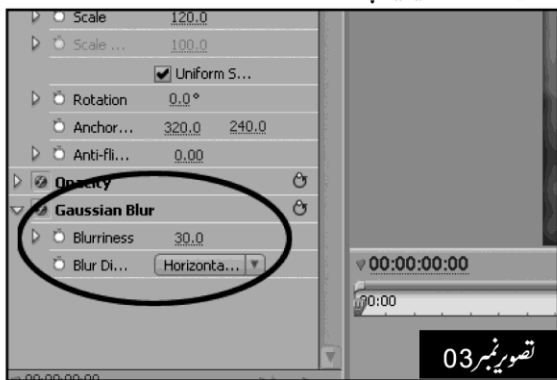 Scale 120.0
Scale ... 100.0
Uniform S...
Rotation 0.0°
Anchor... 320.0 240.0
Anti-fli... 0.00
Opacity
Gaussian Blur
Blurriness 30.0
Blur Di... Horizonta...
00:00:00:00
00:00
تصویر نمبر 03